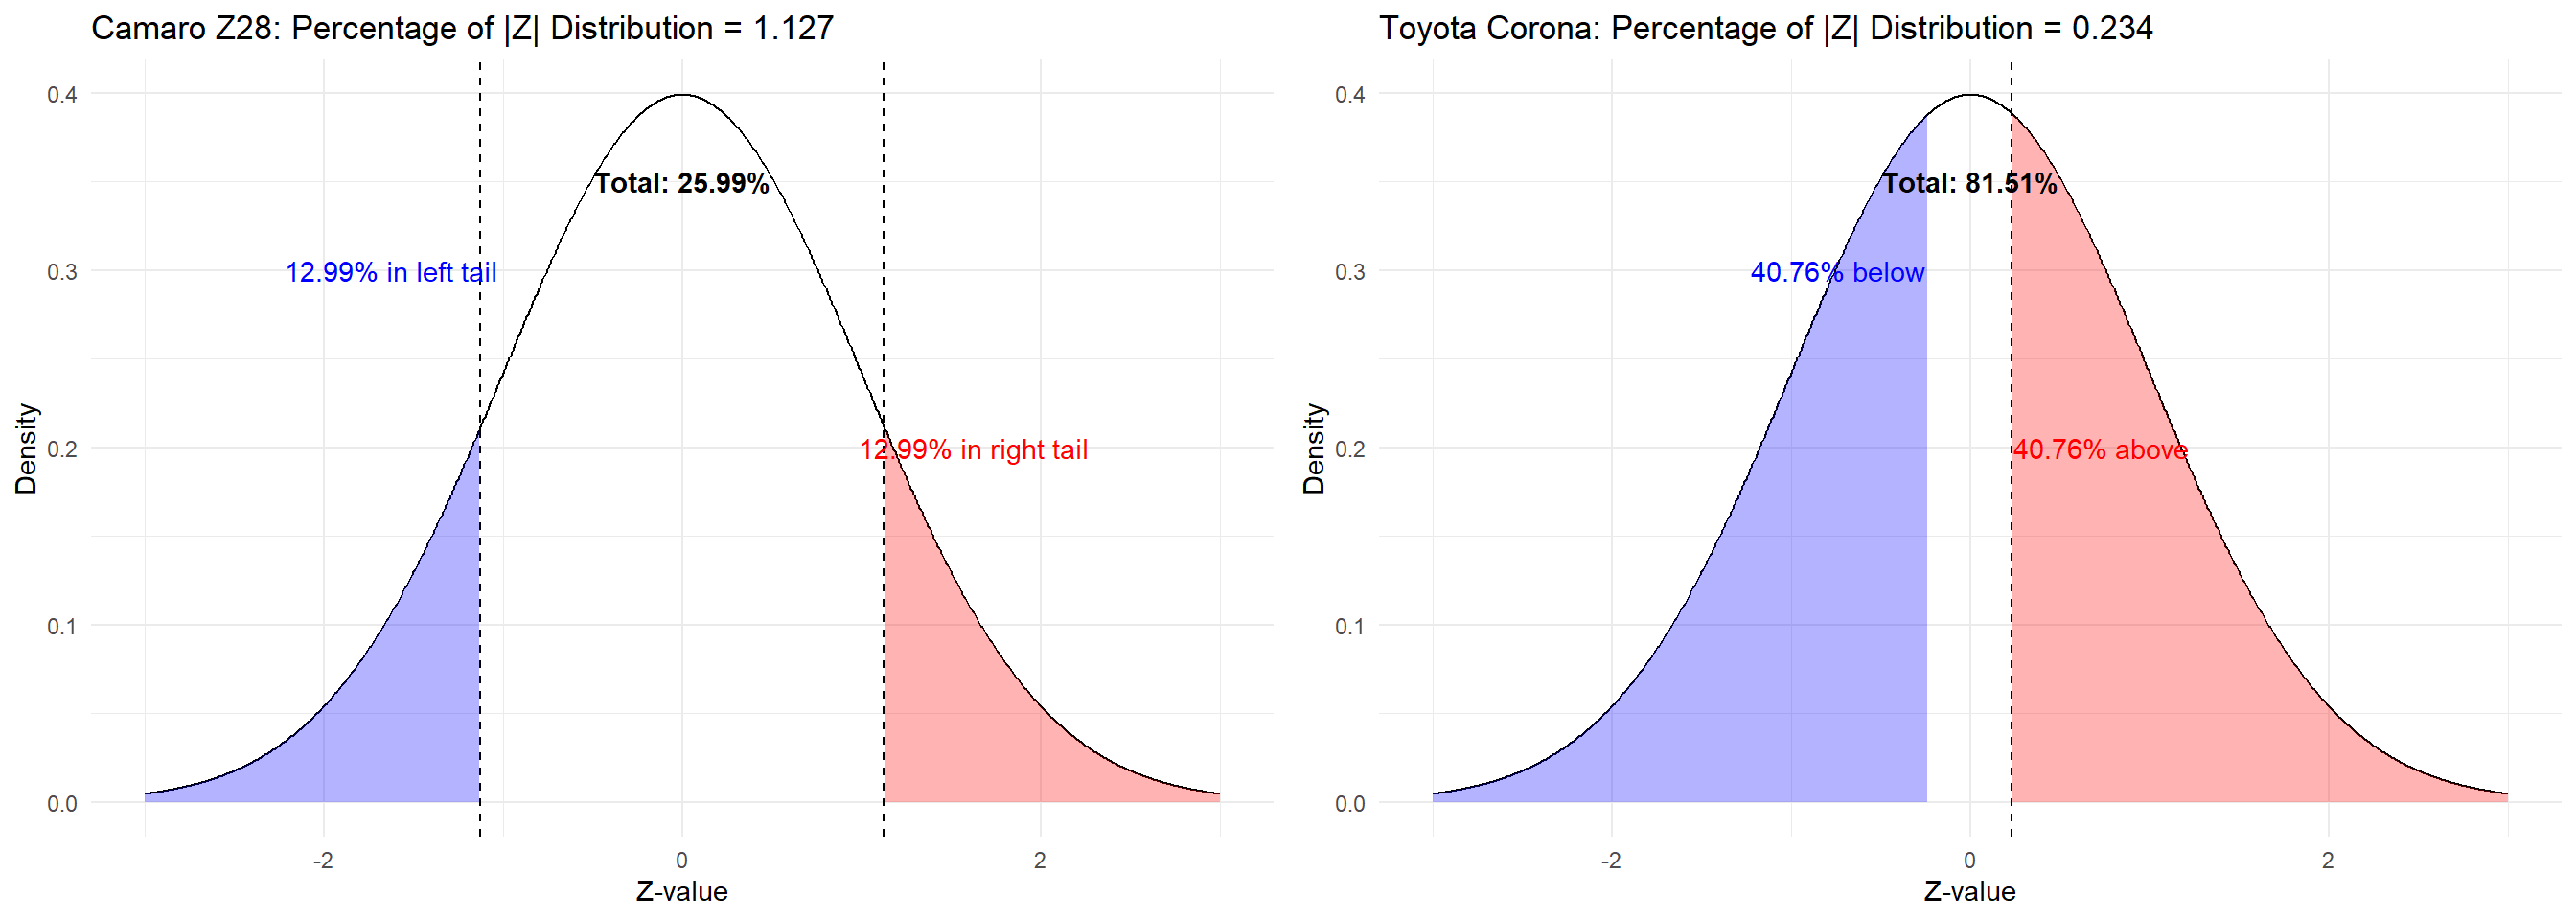 Camaro Z28: Percentage of |Z| Distribution = 1.127
0.4
Total: 25.99%
0.3
12.99% in left tail
0.2
12.99% in right tail
0.1
0.0
Density
-2
0
2
Z-value
Toyota Corona: Percentage of |Z| Distribution = 0.234
0.4
Total: 81.51%
0.3
40.76% below
0.2
40.76% above
0.1
0.0
Density
-2
0
2
Z-value